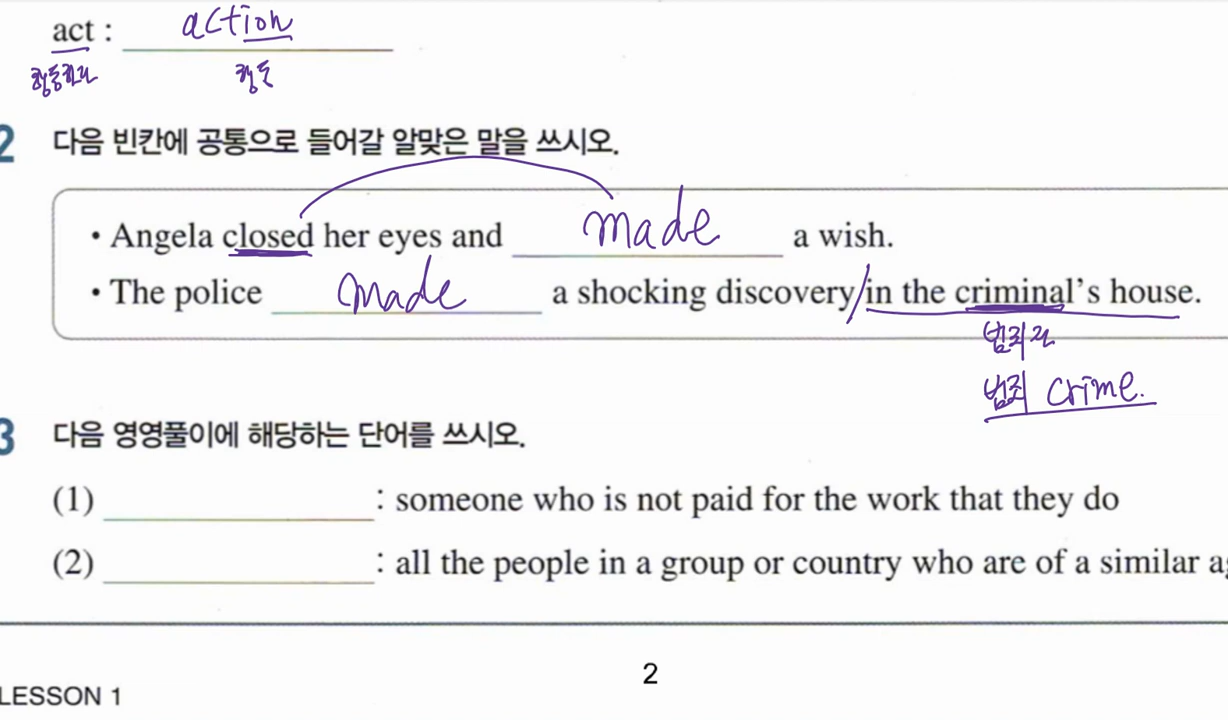 act : action
행동하다 행동
2 다음 빈칸에 공통으로 들어갈 알맞은 말을 쓰시오.
• Angela closed her eyes and made a wish.
• The police made a shocking discovery/in the criminal's house.
범죄자
범죄 crime.
3 다음 영영풀이에 해당하는 단어를 쓰시오.
(1) : someone who is not paid for the work that they do
(2) : all the people in a group or country who are of a similar
2
LESSON 1